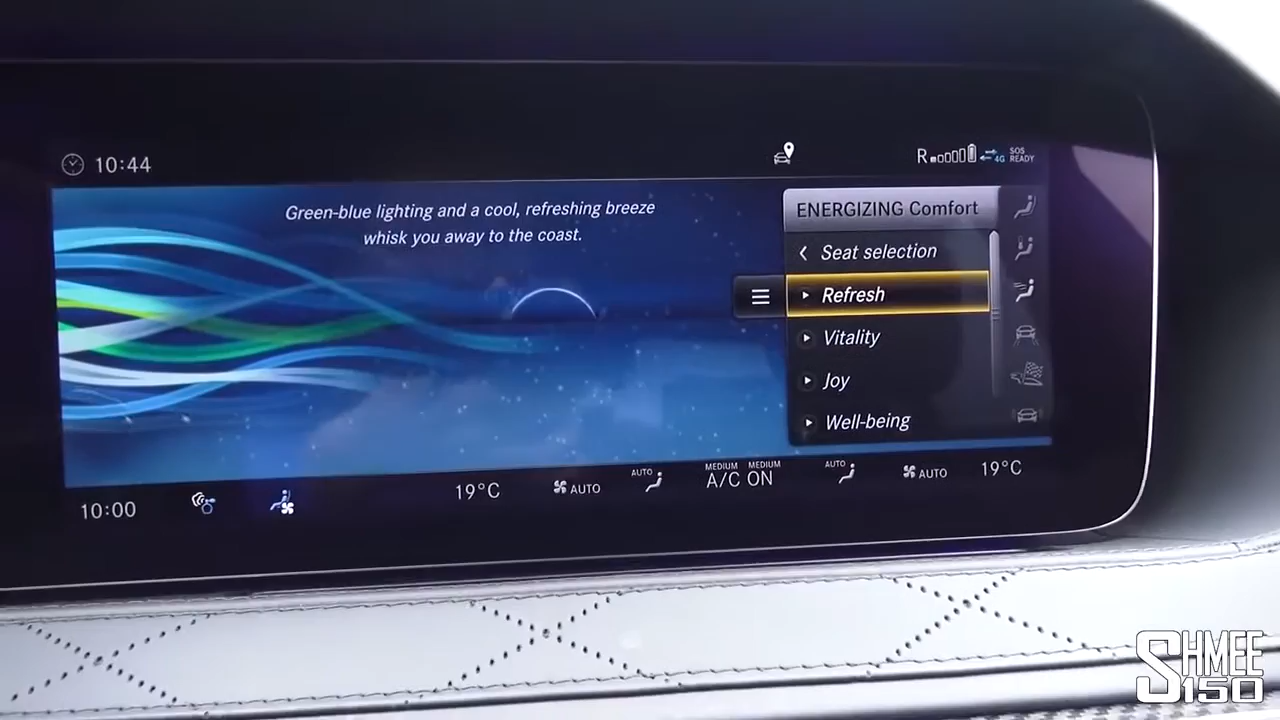 10:44
R
4G
SOS
READY
Green-blue lighting and a cool, refreshing breeze
whisk you away to the coast.
ENERGIZING Comfort
Seat selection
Refresh
Vitality
Joy
Well-being
10:00
19°C
AUTO
AUTO
MEDIUM MEDIUM
A/C ON
AUTO
AUTO
19°C
SHMEE
150